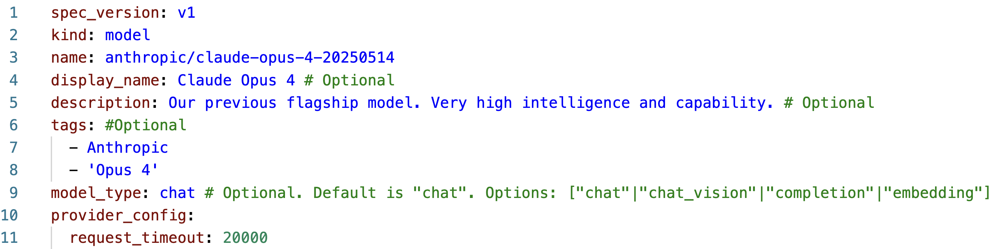 1 spec_version: v1
2 kind: model
3 name: anthropic/claude-opus-4-20250514
4 display_name: Claude Opus 4 # Optional
5 description: Our previous flagship model. Very high intelligence and capability. # Optional
6 tags: #Optional
7 - Anthropic
8 - 'Opus 4'
9 model_type: chat # Optional. Default is "chat". Options: ["chat"|"chat_vision"|"completion"|"embedding"]
10 provider_config:
11 request_timeout: 20000